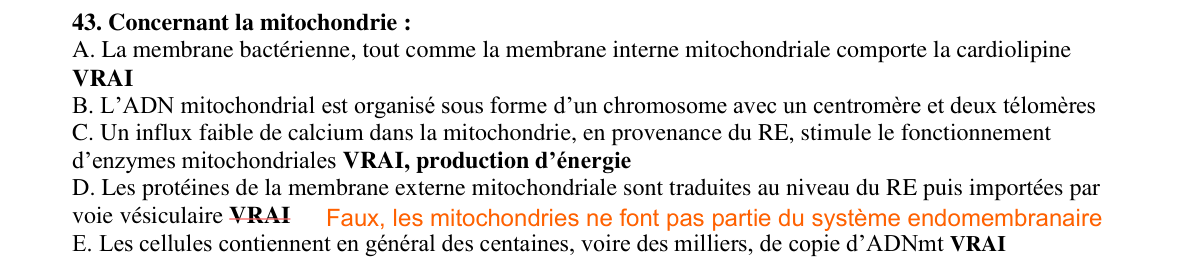 43. Concernant la mitochondrie :
A. La membrane bactérienne, tout comme la membrane interne mitochondriale comporte la cardiolipine
VRAI
B. L’ADN mitochondrial est organisé sous forme d’un chromosome avec un centromère et deux télomères
C. Un influx faible de calcium dans la mitochondrie, en provenance du RE, stimule le fonctionnement
d’enzymes mitochondriales VRAI, production d’énergie
D. Les protéines de la membrane externe mitochondriale sont traduites au niveau du RE puis importées par
voie vésiculaire VRAI Faux, les mitochondries ne font pas partie du système endomembranaire
E. Les cellules contiennent en général des centaines, voire des milliers, de copie d’ADNmt VRAI